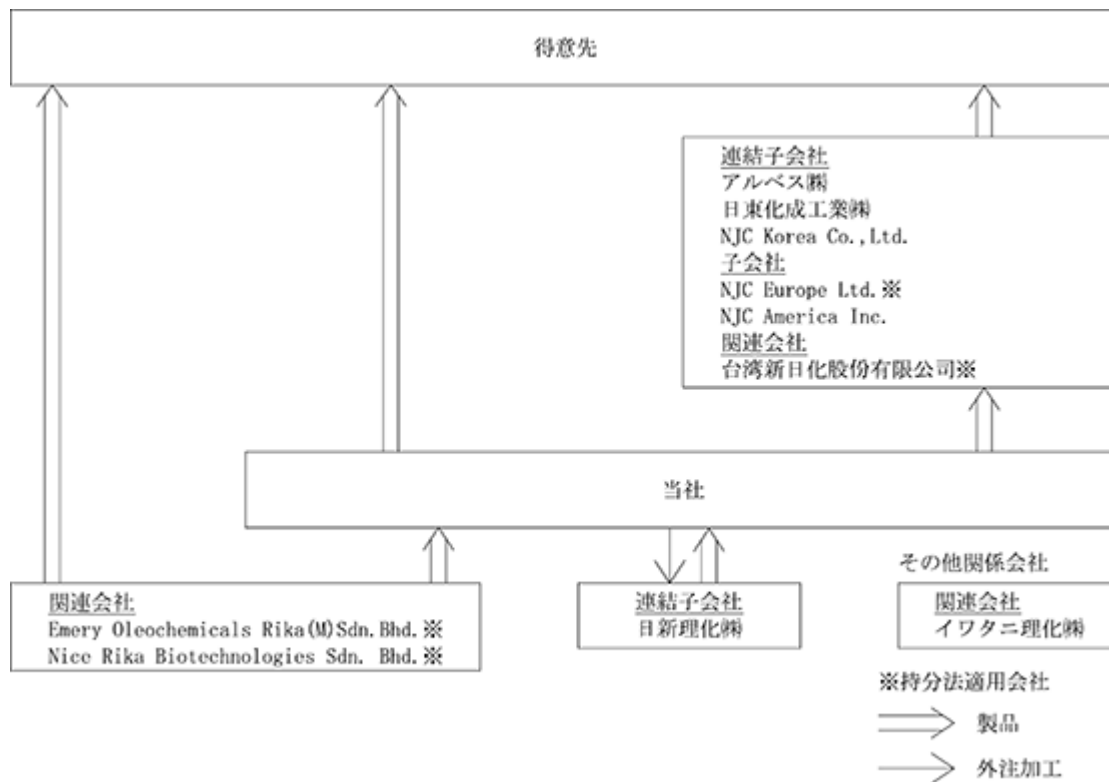 得意先
連結子会社
アルベス㈱
日東化成工業㈱
NJC Korea Co.,Ltd.
子会社
NJC Europe Ltd.※
NJC America Inc.
関連会社
台湾新日化股份有限公司※
当社
関連会社
Emery Oleochemicals Rika(M)Sdn.Bhd.※
Nice Rika Biotechnologies Sdn. Bhd.※
連結子会社
日新理化㈱
その他関係会社
関連会社
イワタニ理化㈱
※持分法適用会社
製品
外注加工